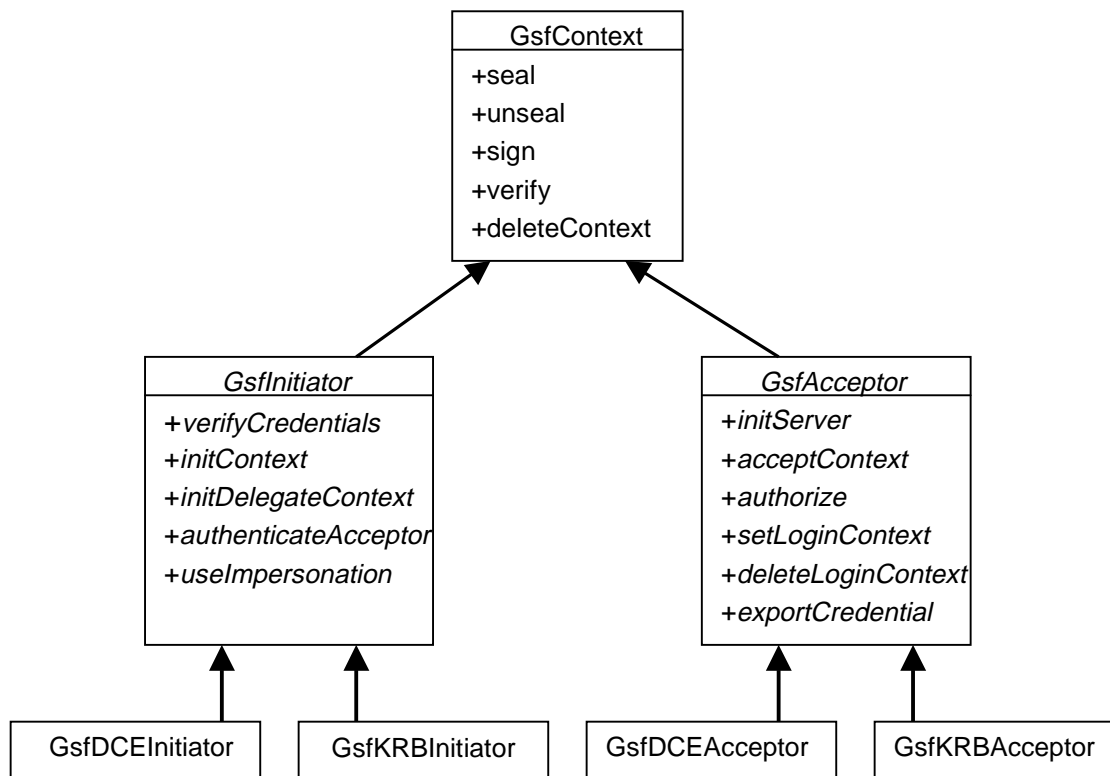 GsfContext
+seal
+unseal
+sign
+verify
+deleteContext
GsfInitiator
+verifyCredentials
+initContext
+initDelegateContext
+authenticateAcceptor
+useImpersonation
GsfAcceptor
+initServer
+acceptContext
+authorize
+setLoginContext
+deleteLoginContext
+exportCredential
GsfDCEInitiator
GsfKRBInitiator
GsfDCEAcceptor
GsfKRBAcceptor